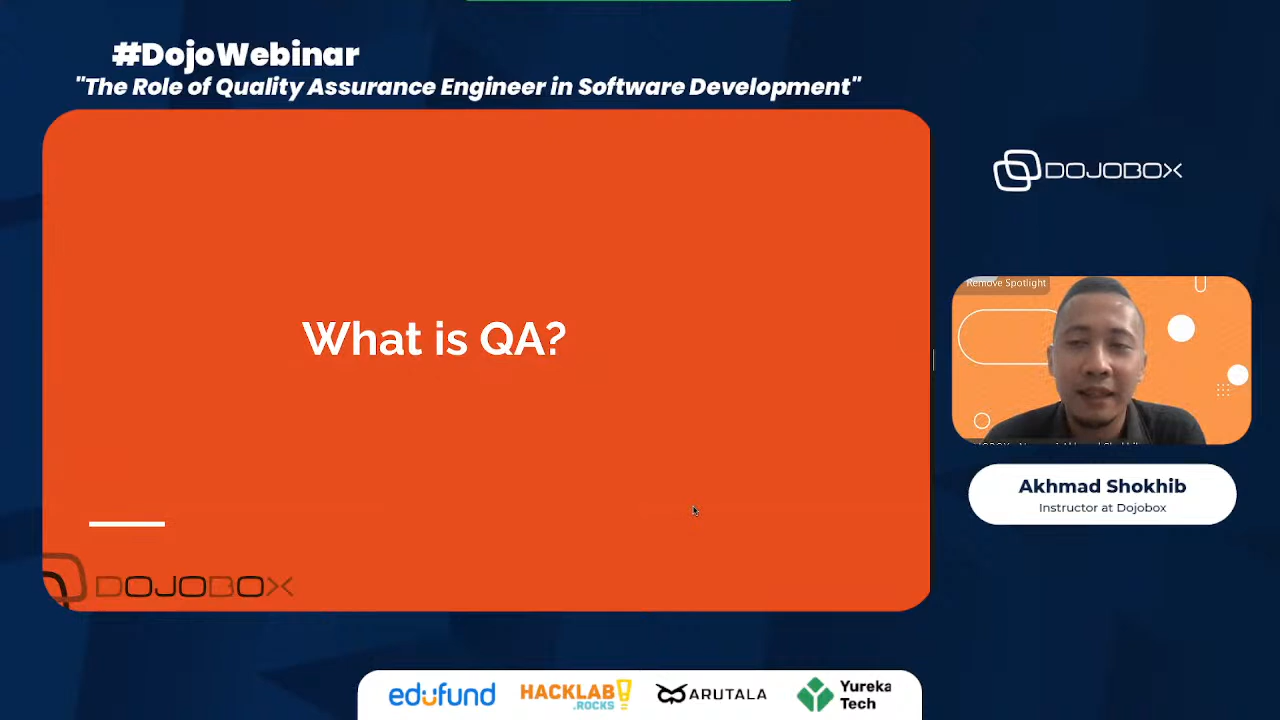 #DojoWebinar
"The Role of Quality Assurance Engineer in Software Development"
What is QA?
DOJOBOX
DOJOBOX
Remove Spotlight
Akhmad Shokhib
Instructor at Dojobox
edufund
HACKLAB!
.ROCKS
ARUTALA
Yureka
Tech